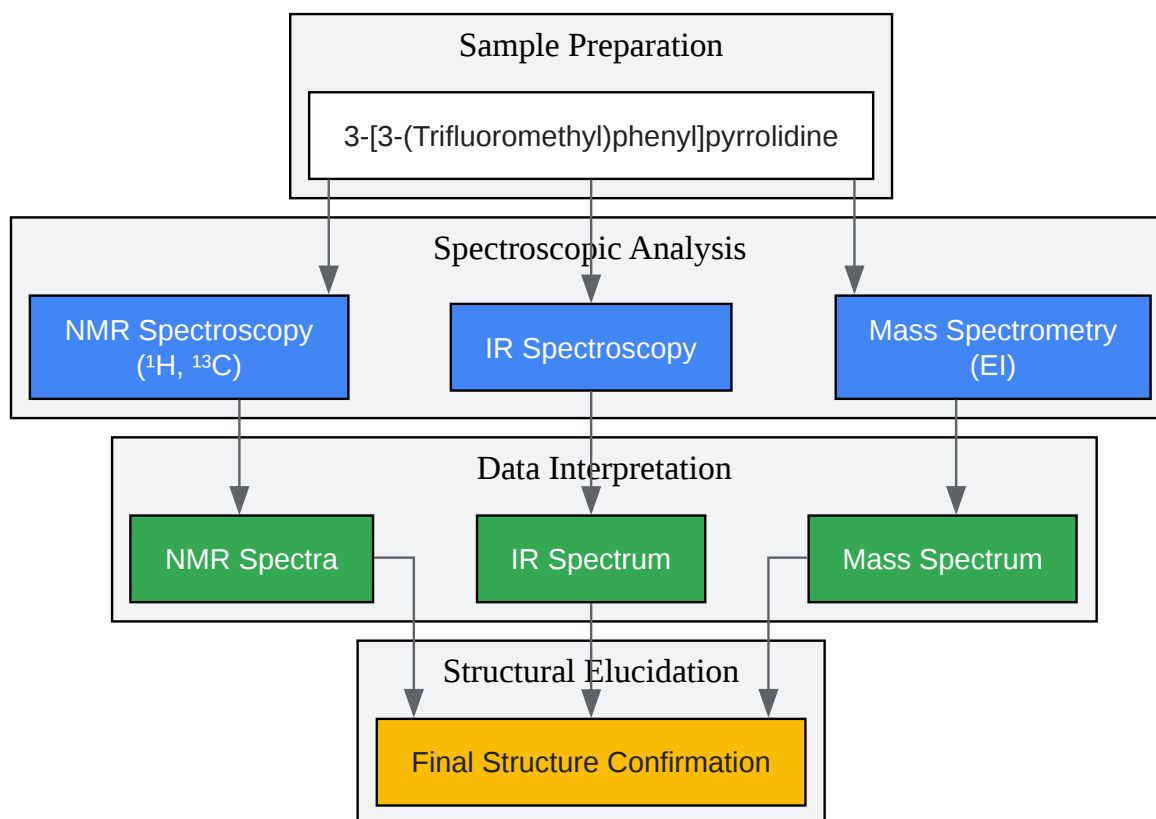 Sample Preparation
3-[3-(Trifluoromethyl)phenyl]pyrrolidine
Spectroscopic Analysis
NMR Spectroscopy
(¹H, ¹³C)
IR Spectroscopy
Mass Spectrometry
(EI)
Data Interpretation
NMR Spectra
IR Spectrum
Mass Spectrum
Structural Elucidation
Final Structure Confirmation